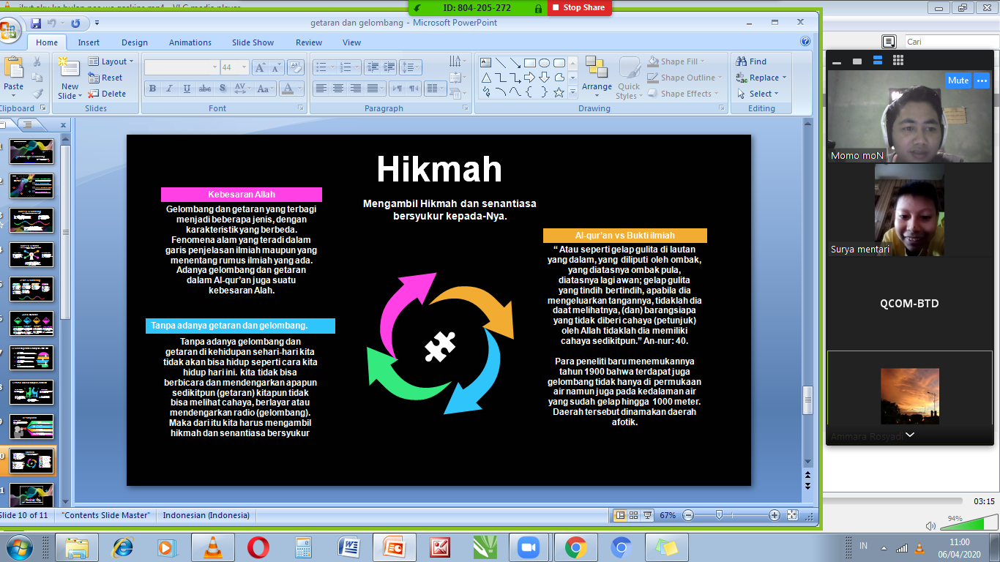 ikut aku ke bulan
VLC media player
ID: 804-205-272
Stop Share
getaran dan gelombang - Microsoft PowerPoint
Home Insert Design Animations Slide Show Review View
Cari
Paste
Clipboard
New
Slide
Layout
Reset
Delete
Slides
44
B I U abc S AV Aa A
Font
Paragraph
Arrange
Quick
Styles
Shape Fill
Shape Outline
Shape Effects
Drawing
Find
Replace
Select
Editing
Hikmah
Mengambil Hikmah dan senantiasa
bersyukur kepada-Nya.
Kebesaran Allah
Gelombang dan getaran yang terbagi
menjadi beberapa jenis, dengan
karakteristik yang berbeda.
Fenomena alam yang teradi dalam
garis penjelasan ilmiah maupun yang
menentang rumus ilmiah yang ada.
Adanya gelombang dan getaran
dalam Al-qur’an juga suatu
kebesaran Alah.
Tanpa adanya getaran dan gelombang.
Tanpa adanya gelombang dan
getaran di kehidupan sehari-hari kita
tidak akan bisa hidup seperti cara kita
hidup hari ini. kita tidak bisa
berbicara dan mendengarkan apapun
sedikitpun (getaran) kitapun tidak
bisa melihat cahaya, berlayar atau
mendengarkan radio (gelombang).
Maka dari itu kita harus mengambil
hikmah dan senantiasa bersyukur
Al-qur’an vs Bukti ilmiah
“ Atau seperti gelap gulita di lautan
yang dalam, yang diliputi oleh ombak,
yang diatasnya ombak pula,
diatasnya lagi awan; gelap gulita
yang tindih bertindih, apabila dia
mengeluarkan tangannya, tidaklah dia
daat melihatnya, (dan) barangsiapa
yang tidak diberi cahaya (petunjuk)
oleh Allah tidaklah dia memiliki
cahaya sedikitpun.” An-nur: 40.
Para peneliti baru menemukannya
tahun 1900 bahwa terdapat juga
gelombang tidak hanya di permukaan
air namun juga pada kedalaman air
yang sudah gelap hingga 1000 meter.
Daerah tersebut dinamakan daerah
afotik.
Mute
Momo moN
Surya mentari
QCOM-BTD
Ammara Rosyadi
03:15
94%
Slide 10 of 11 "Contents Slide Master" Indonesian (Indonesia) 67%
IN
11:00
06/04/2020